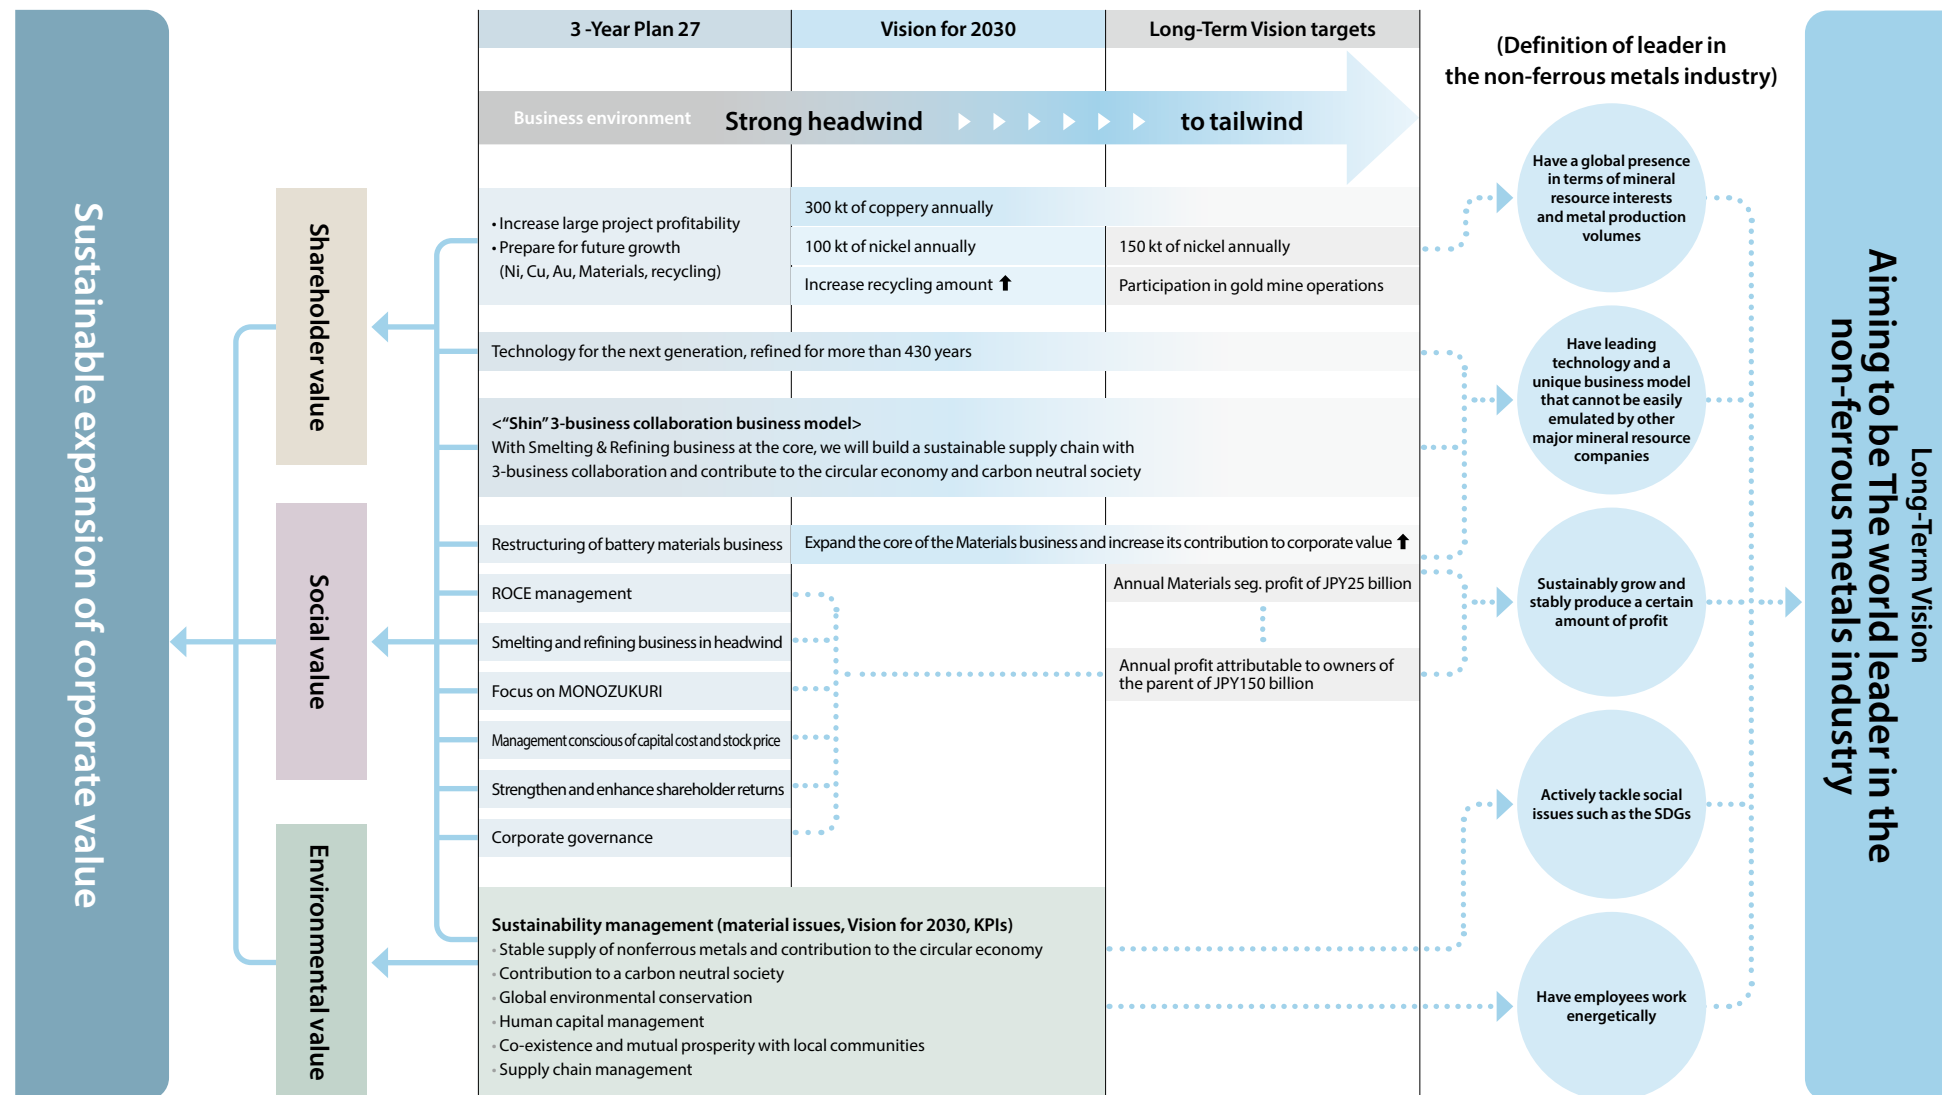 Sustainable expansion of corporate value
Shareholder value
Social value
Environmental value
3 -Year Plan 27
Vision for 2030
Long-Term Vision targets
Business environment
Strong headwind
to tailwind
• Increase large project profitability
• Prepare for future growth
(Ni, Cu, Au, Materials, recycling)
300 kt of coppery annually
100 kt of nickel annually
Increase recycling amount ⬆
150 kt of nickel annually
Participation in gold mine operations
Technology for the next generation, refined for more than 430 years
<“Shin” 3-business collaboration business model>
With Smelting & Refining business at the core, we will build a sustainable supply chain with
3-business collaboration and contribute to the circular economy and carbon neutral society
Restructuring of battery materials business
Expand the core of the Materials business and increase its contribution to corporate value ⬆
ROCE management
Smelting and refining business in headwind
Focus on MONOZUKURI
Management conscious of capital cost and stock price
Strengthen and enhance shareholder returns
Corporate governance
Annual Materials seg. profit of JPY25 billion
Annual profit attributable to owners of
the parent of JPY150 billion
Sustainability management (material issues, Vision for 2030, KPIs)
• Stable supply of nonferrous metals and contribution to the circular economy
• Contribution to a carbon neutral society
• Global environmental conservation
• Human capital management
• Co-existence and mutual prosperity with local communities
• Supply chain management
(Definition of leader in
the non-ferrous metals industry)
Have a global presence
in terms of mineral
resource interests
and metal production
volumes
Have leading
technology and a
unique business model
that cannot be easily
emulated by other
major mineral resource
companies
Sustainably grow and
stably produce a certain
amount of profit
Actively tackle social
issues such as the SDGs
Have employees work
energetically
Long-Term Vision
Aiming to be The world leader in the
non-ferrous metals industry